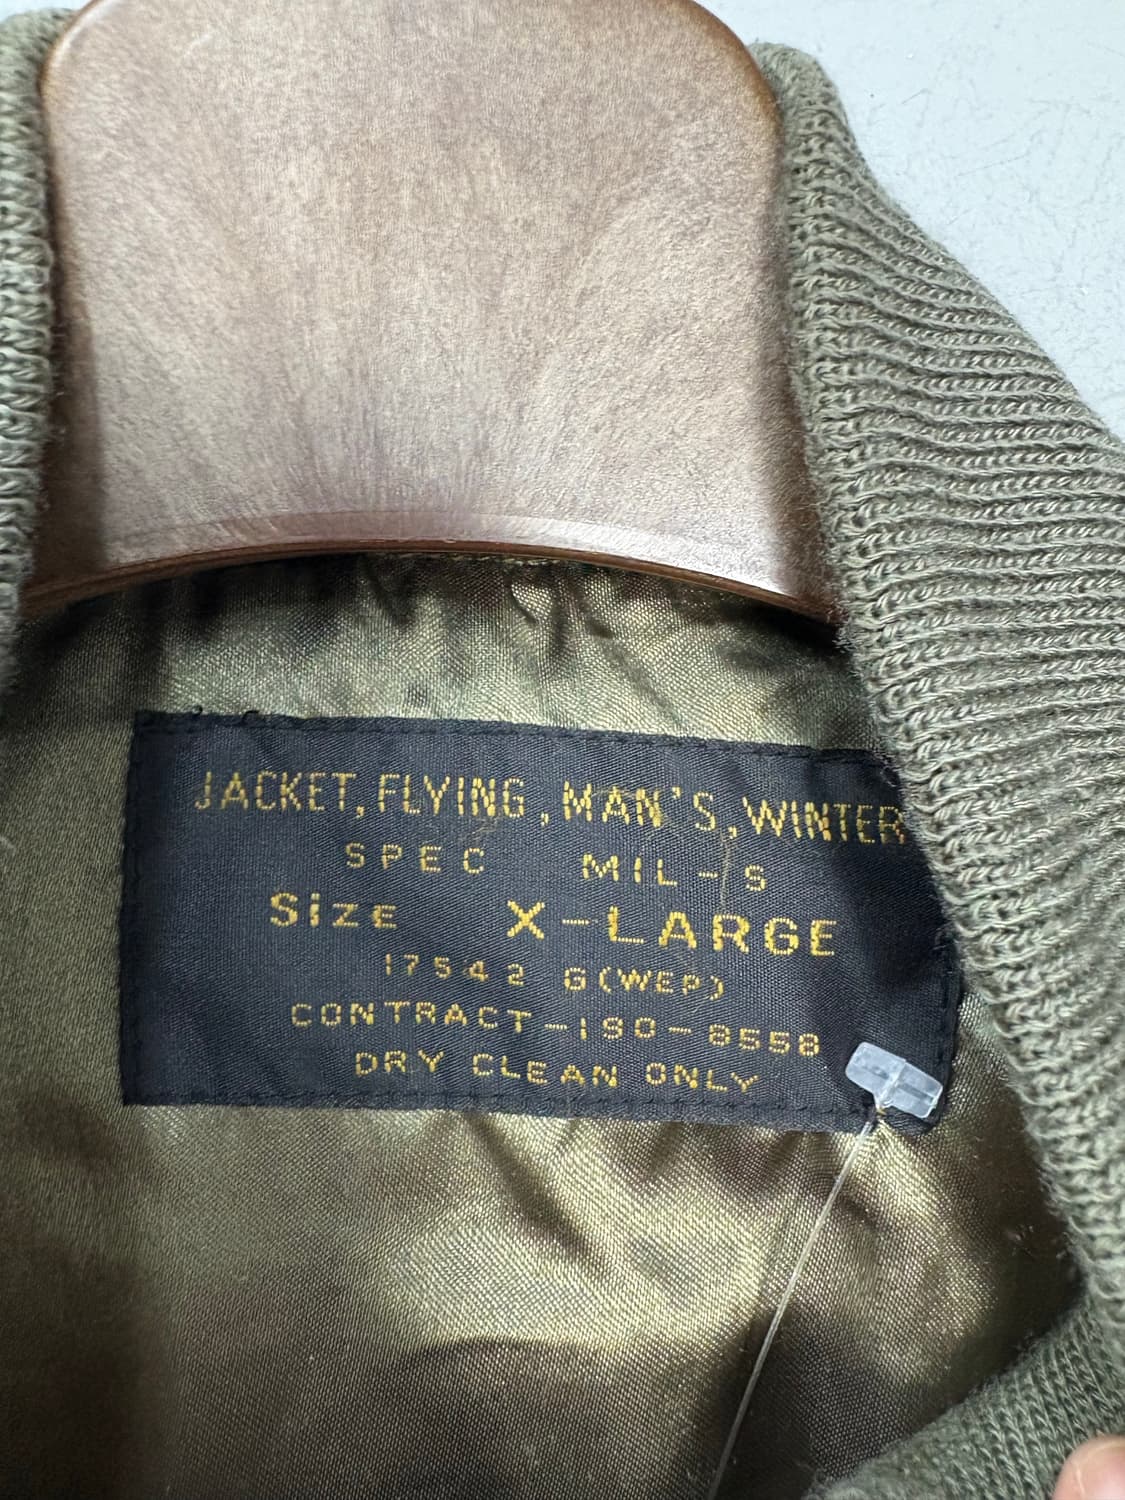 JACKET, FLYING, MAN'S, WINTER
SPEC MIL-S
SiZE X-LARGE
17542 G(WEP)
CONTRACT-190-8558
DRY CLEAN ONLY